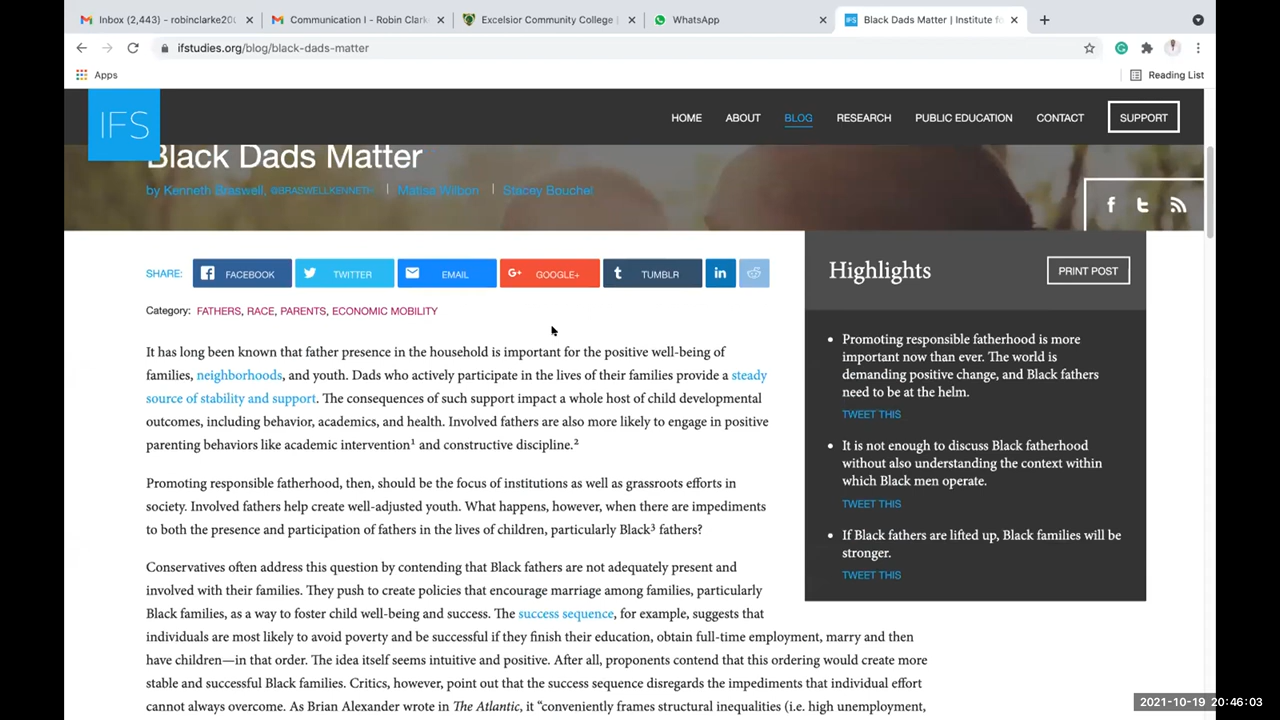 Inbox (2,443) - robinclarke20
Communication I - Robin Clark
Excelsior Community College |
WhatsApp
Black Dads Matter | Institute fo
ifstudies.org/blog/black-dads-matter
Apps
Reading List
IFS
HOME ABOUT BLOG RESEARCH PUBLIC EDUCATION CONTACT SUPPORT
Black Dads Matter
by Kenneth Braswell, @BRASWELLKENNETH | Matisa Wilbon | Stacey Bouchet
SHARE: FACEBOOK TWITTER EMAIL GOOGLE+ TUMBLR
Category: FATHERS, RACE, PARENTS, ECONOMIC MOBILITY
It has long been known that father presence in the household is important for the positive well-being of
families, neighborhoods, and youth. Dads who actively participate in the lives of their families provide a steady
source of stability and support. The consequences of such support impact a whole host of child developmental
outcomes, including behavior, academics, and health. Involved fathers are also more likely to engage in positive
parenting behaviors like academic intervention¹ and constructive discipline.²
Promoting responsible fatherhood, then, should be the focus of institutions as well as grassroots efforts in
society. Involved fathers help create well-adjusted youth. What happens, however, when there are impediments
to both the presence and participation of fathers in the lives of children, particularly Black³ fathers?
Conservatives often address this question by contending that Black fathers are not adequately present and
involved with their families. They push to create policies that encourage marriage among families, particularly
Black families, as a way to foster child well-being and success. The success sequence, for example, suggests that
individuals are most likely to avoid poverty and be successful if they finish their education, obtain full-time employment, marry and then
have children—in that order. The idea itself seems intuitive and positive. After all, proponents contend that this ordering would create more
stable and successful Black families. Critics, however, point out that the success sequence disregards the impediments that individual effort
cannot always overcome. As Brian Alexander wrote in The Atlantic, it "conveniently frames structural inequalities (i.e. high unemployment,
Highlights
PRINT POST
Promoting responsible fatherhood is more
important now than ever. The world is
demanding positive change, and Black fathers
need to be at the helm.
TWEET THIS
It is not enough to discuss Black fatherhood
without also understanding the context within
which Black men operate.
TWEET THIS
If Black fathers are lifted up, Black families will be
stronger.
TWEET THIS
2021-10-19 20:46:03